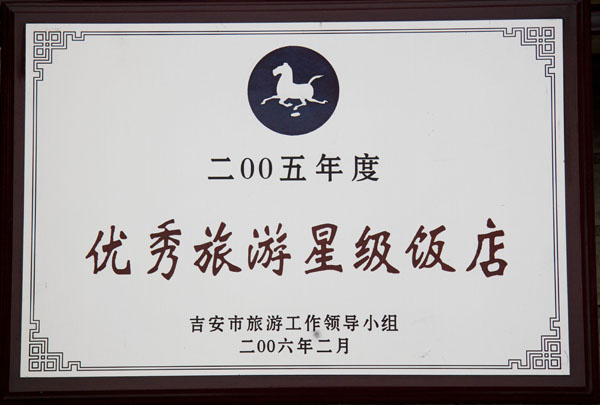 二00五年度
优秀旅游星级饭店
吉安市旅游工作领导小组
二00六年二月